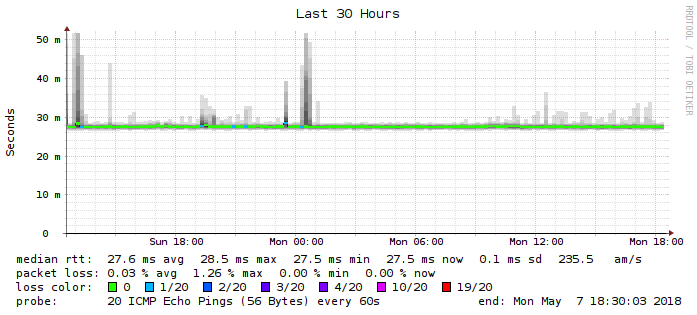 Last 30 Hours
RRDTOOL / TOBI OETIKER
Seconds
50 m
40 m
30 m
20 m
10 m
0
Sun 18:00 Mon 00:00 Mon 06:00 Mon 12:00 Mon 18:00
median rtt: 27.6 ms avg 28.5 ms max 27.5 ms min 27.5 ms now 0.1 ms sd 235.5 am/s
packet loss: 0.03 % avg 1.26 % max 0.00 % min 0.00 % now
loss color: 0 1/20 2/20 3/20 4/20 10/20 19/20
probe: 20 ICMP Echo Pings (56 Bytes) every 60s end: Mon May 7 18:30:03 2018